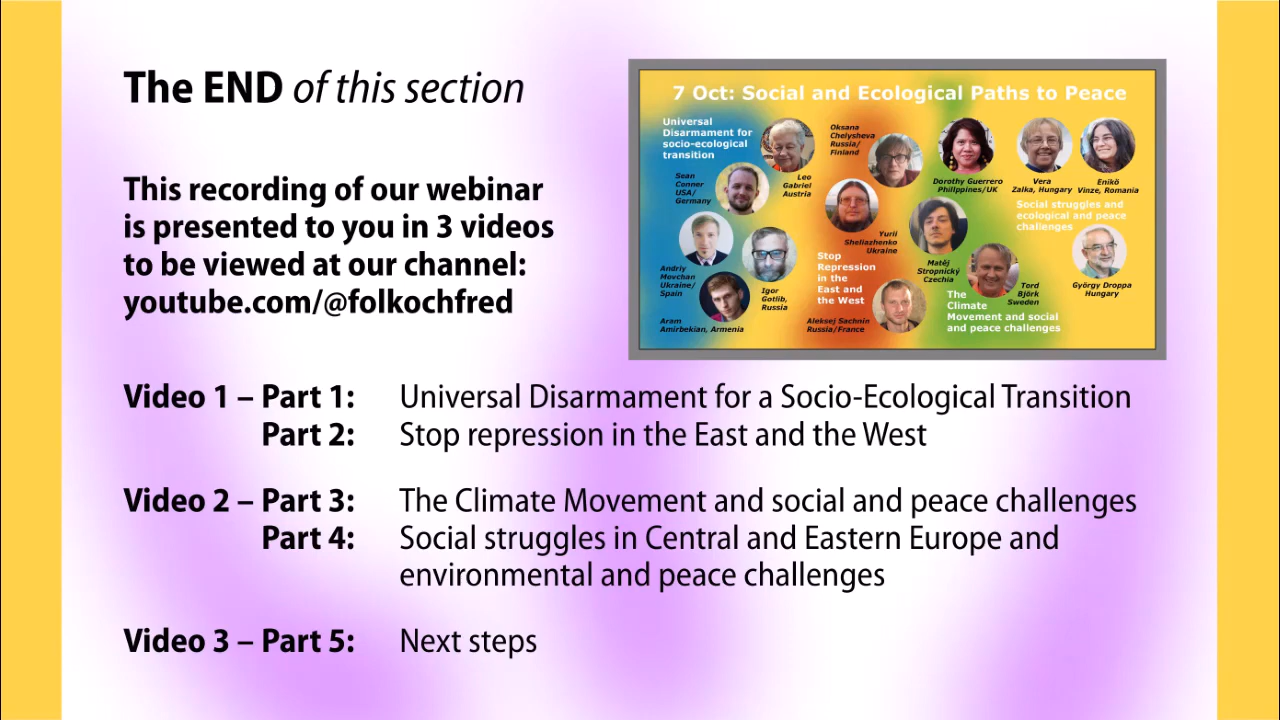 The END of this section
This recording of our webinar
is presented to you in 3 videos
to be viewed at our channel:
youtube.com/@folkochfred
7 Oct: Social and Ecological Paths to Peace
Universal
Disarmament for
socio-ecological
transition
Leo
Gabriel
Austria
Sean
Conner
USA/
Germany
Andriy
Movchan
Ukraine/
Spain
Igor
Gotlib,
Russia
Aram
Amirbekian, Armenia
Oksana
Chelysheva
Russia/
Finland
Yurii
Sheliazhenko
Ukraine
Stop
Repression
in the
East and
the West
Aleksej Sachnin
Russia/France
Dorothy Guerrero
Philippines/UK
Matěj
Stropnický
Czechia
Tord
Björk
Sweden
The
Climate
Movement and social
and peace challenges
Vera
Zalka, Hungary
Enikö
Vinze, Romania
Social struggles and
ecological and peace
challenges
György Droppa
Hungary
Video 1 – Part 1: Universal Disarmament for a Socio-Ecological Transition
Part 2: Stop repression in the East and the West
Video 2 – Part 3: The Climate Movement and social and peace challenges
Part 4: Social struggles in Central and Eastern Europe and
environmental and peace challenges
Video 3 – Part 5: Next steps